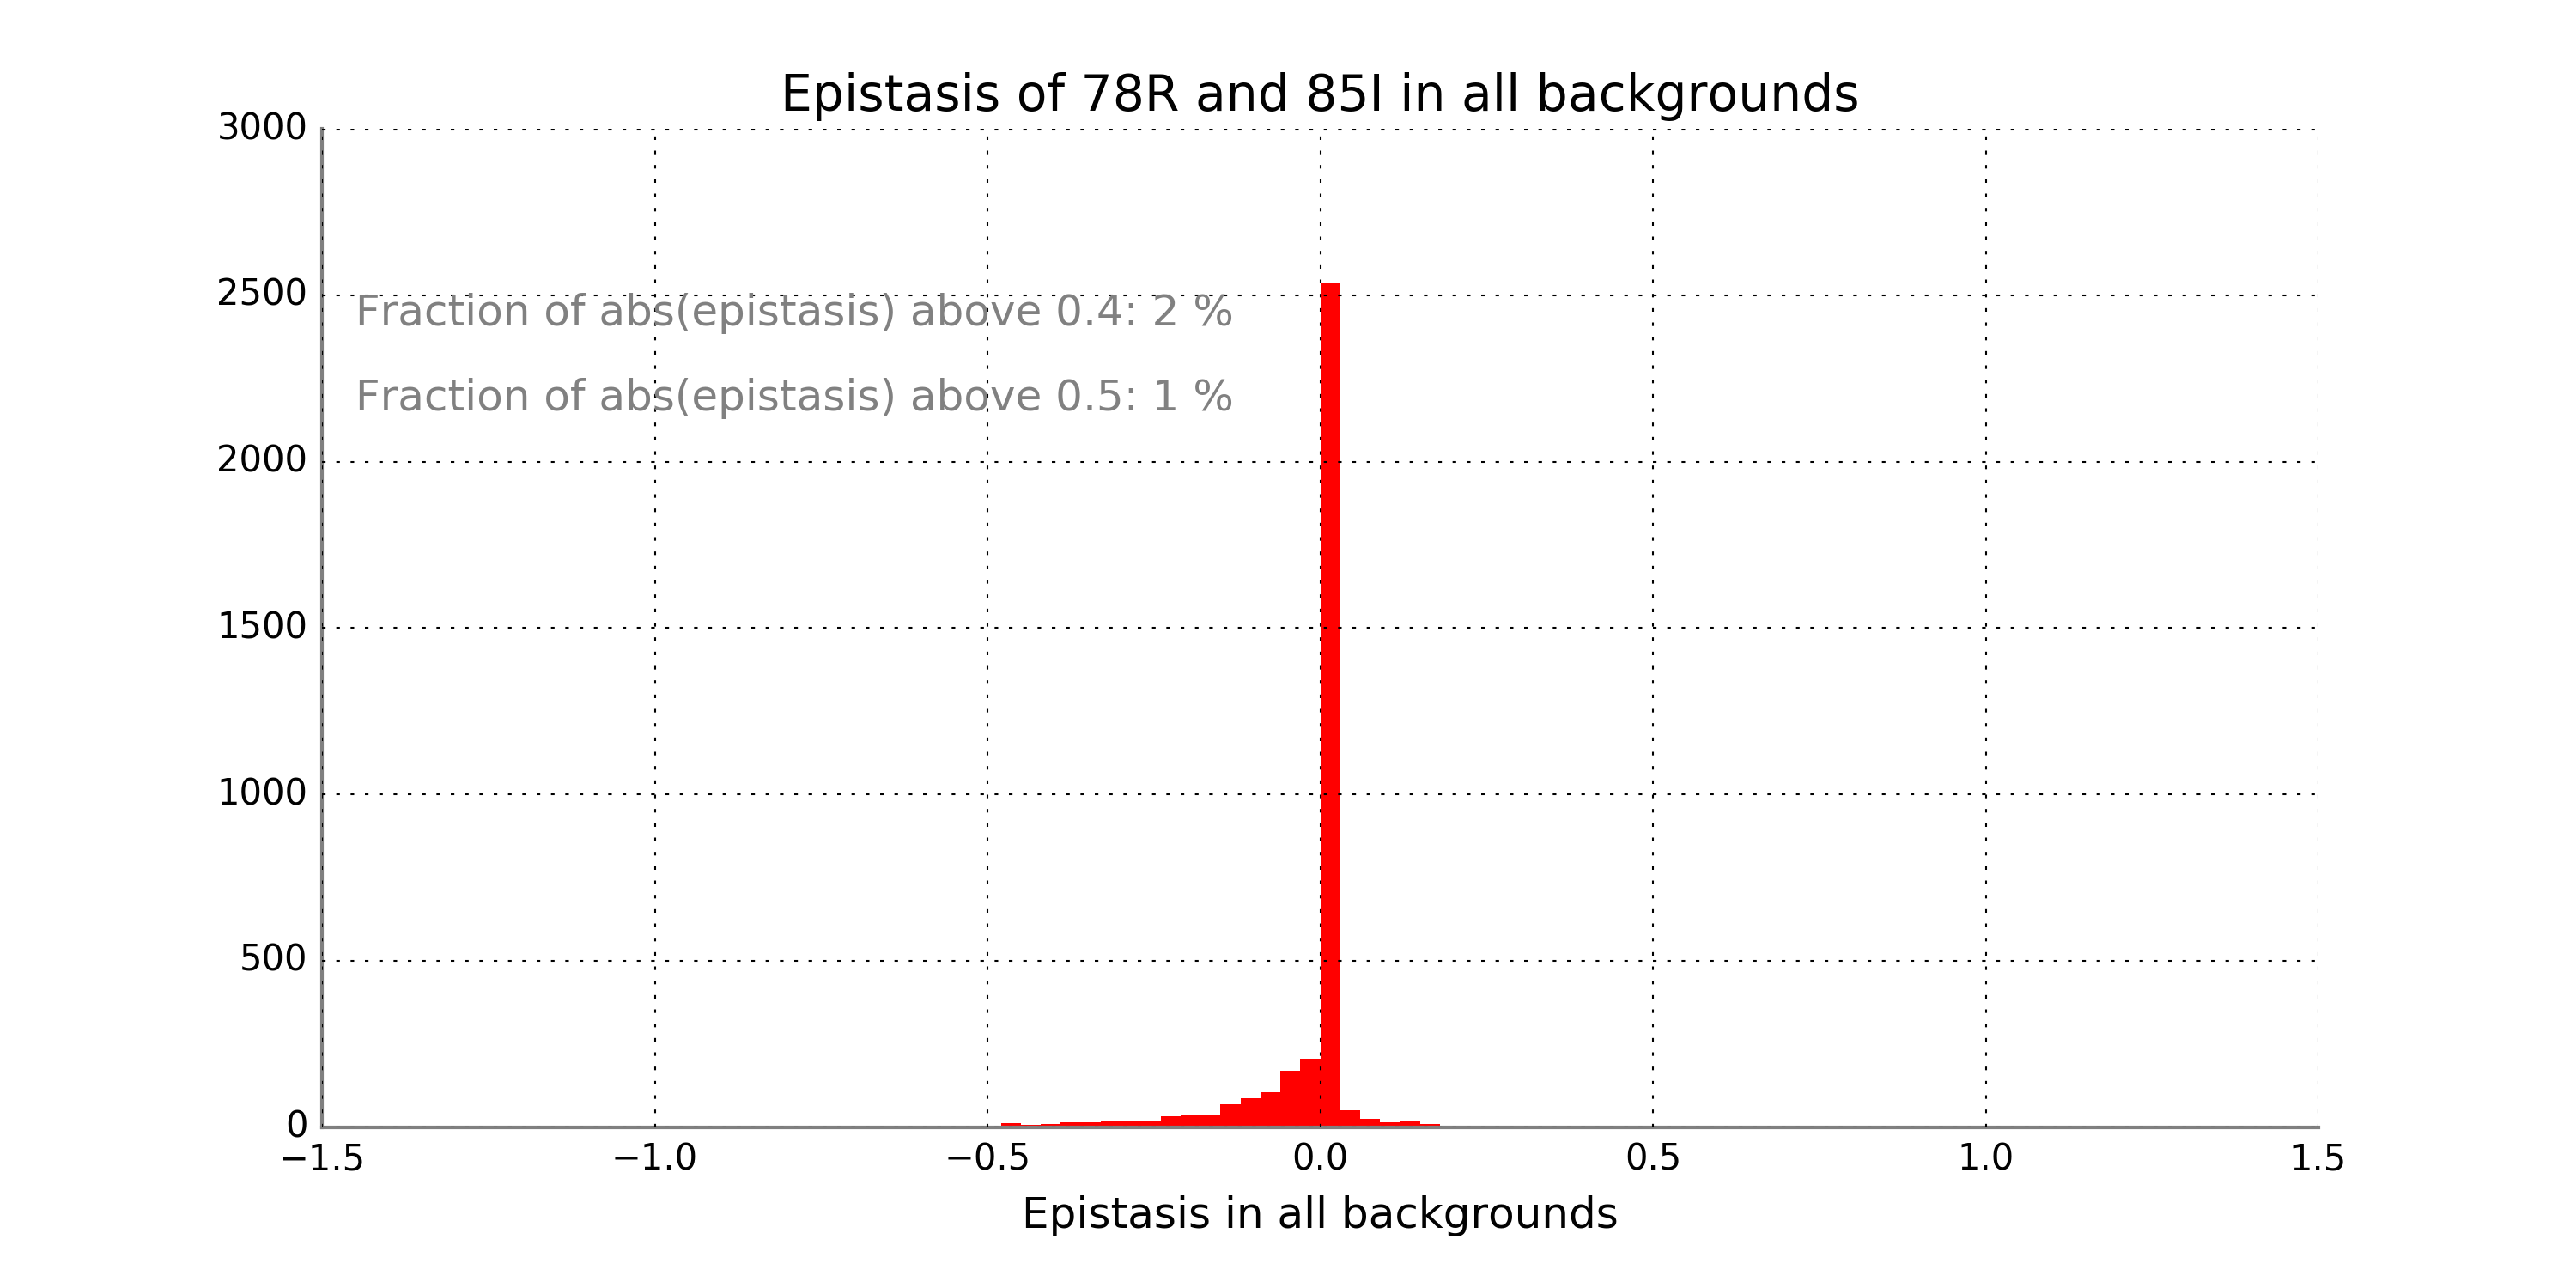 Epistasis of 78R and 85I in all backgrounds
3000
2500
Fraction of abs(epistasis) above 0.4: 2 %
Fraction of abs(epistasis) above 0.5: 1 %
2000
1500
1000
500
0
−1.5 −1.0 −0.5 0.0 0.5 1.0 1.5
Epistasis in all backgrounds